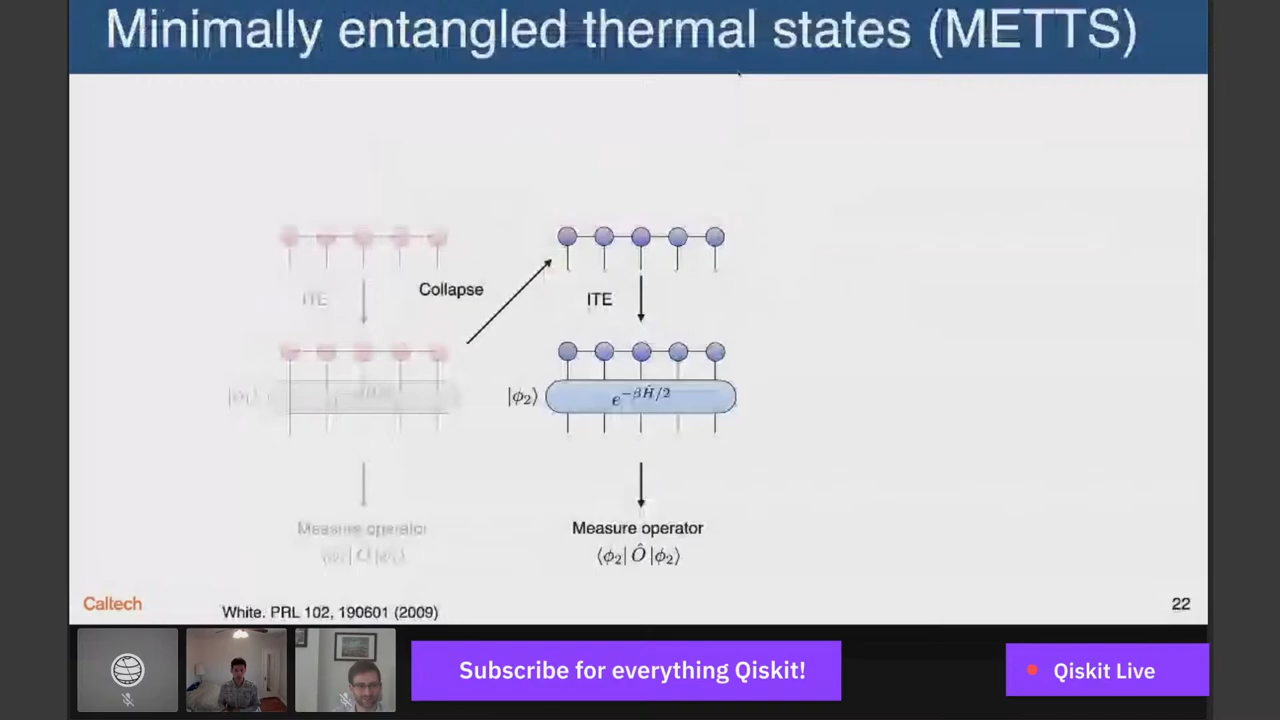 Minimally entangled thermal states (METTS)
ITE
Collapse
ITE
|ϕ₂⟩
e^{-βĤ/2}
Measure operator
Measure operator
⟨ϕ₂| Ô |ϕ₂⟩
Caltech
White. PRL 102, 190601 (2009)
22
Subscribe for everything Qiskit!
Qiskit Live